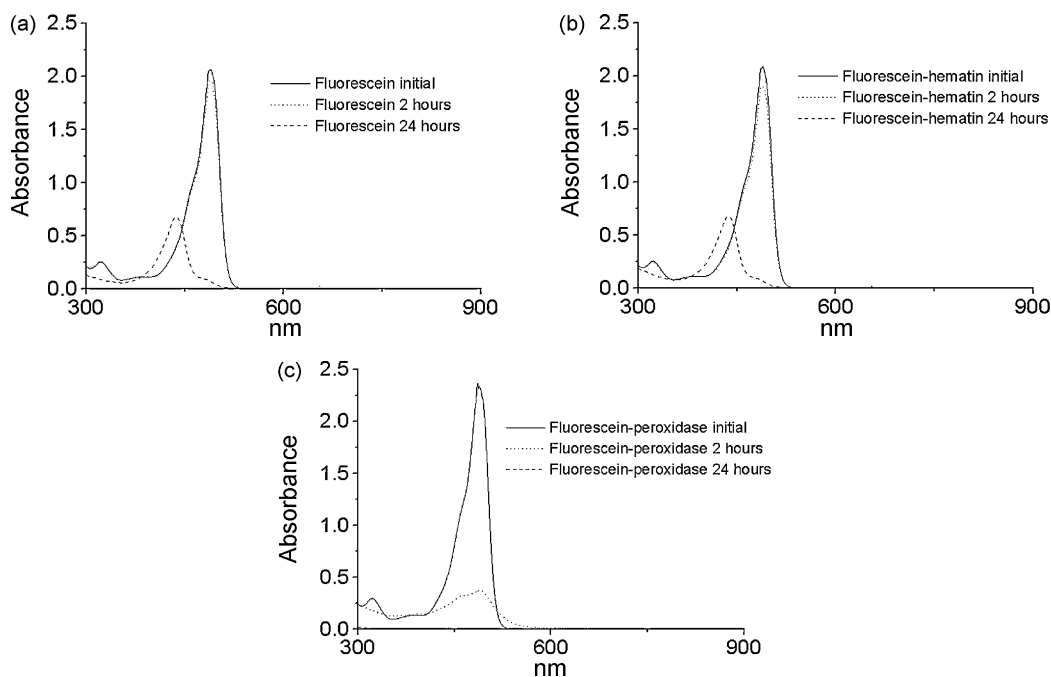 (a)
2.5
2.0
1.5
1.0
0.5
0.0
Absorbance
300
600
900
nm
Fluorescein initial
Fluorescein 2 hours
Fluorescein 24 hours
(b)
2.5
2.0
1.5
1.0
0.5
0.0
Absorbance
300
600
900
nm
Fluorescein-hematin initial
Fluorescein-hematin 2 hours
Fluorescein-hematin 24 hours
(c)
2.5
2.0
1.5
1.0
0.5
0.0
Absorbance
300
600
900
nm
Fluorescein-peroxidase initial
Fluorescein-peroxidase 2 hours
Fluorescein-peroxidase 24 hours